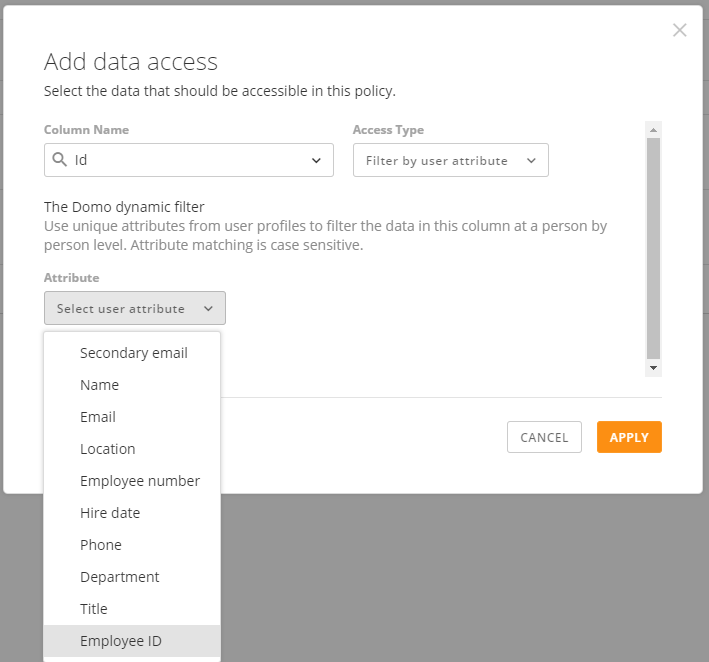 Add data access
Select the data that should be accessible in this policy.
Column Name
Access Type
Id
Filter by user attribute
The Domo dynamic filter
Use unique attributes from user profiles to filter the data in this column at a person by
person level. Attribute matching is case sensitive.
Attribute
Select user attribute
Secondary email
Name
Email
Location
Employee number
Hire date
Phone
Department
Title
Employee ID
CANCEL
APPLY